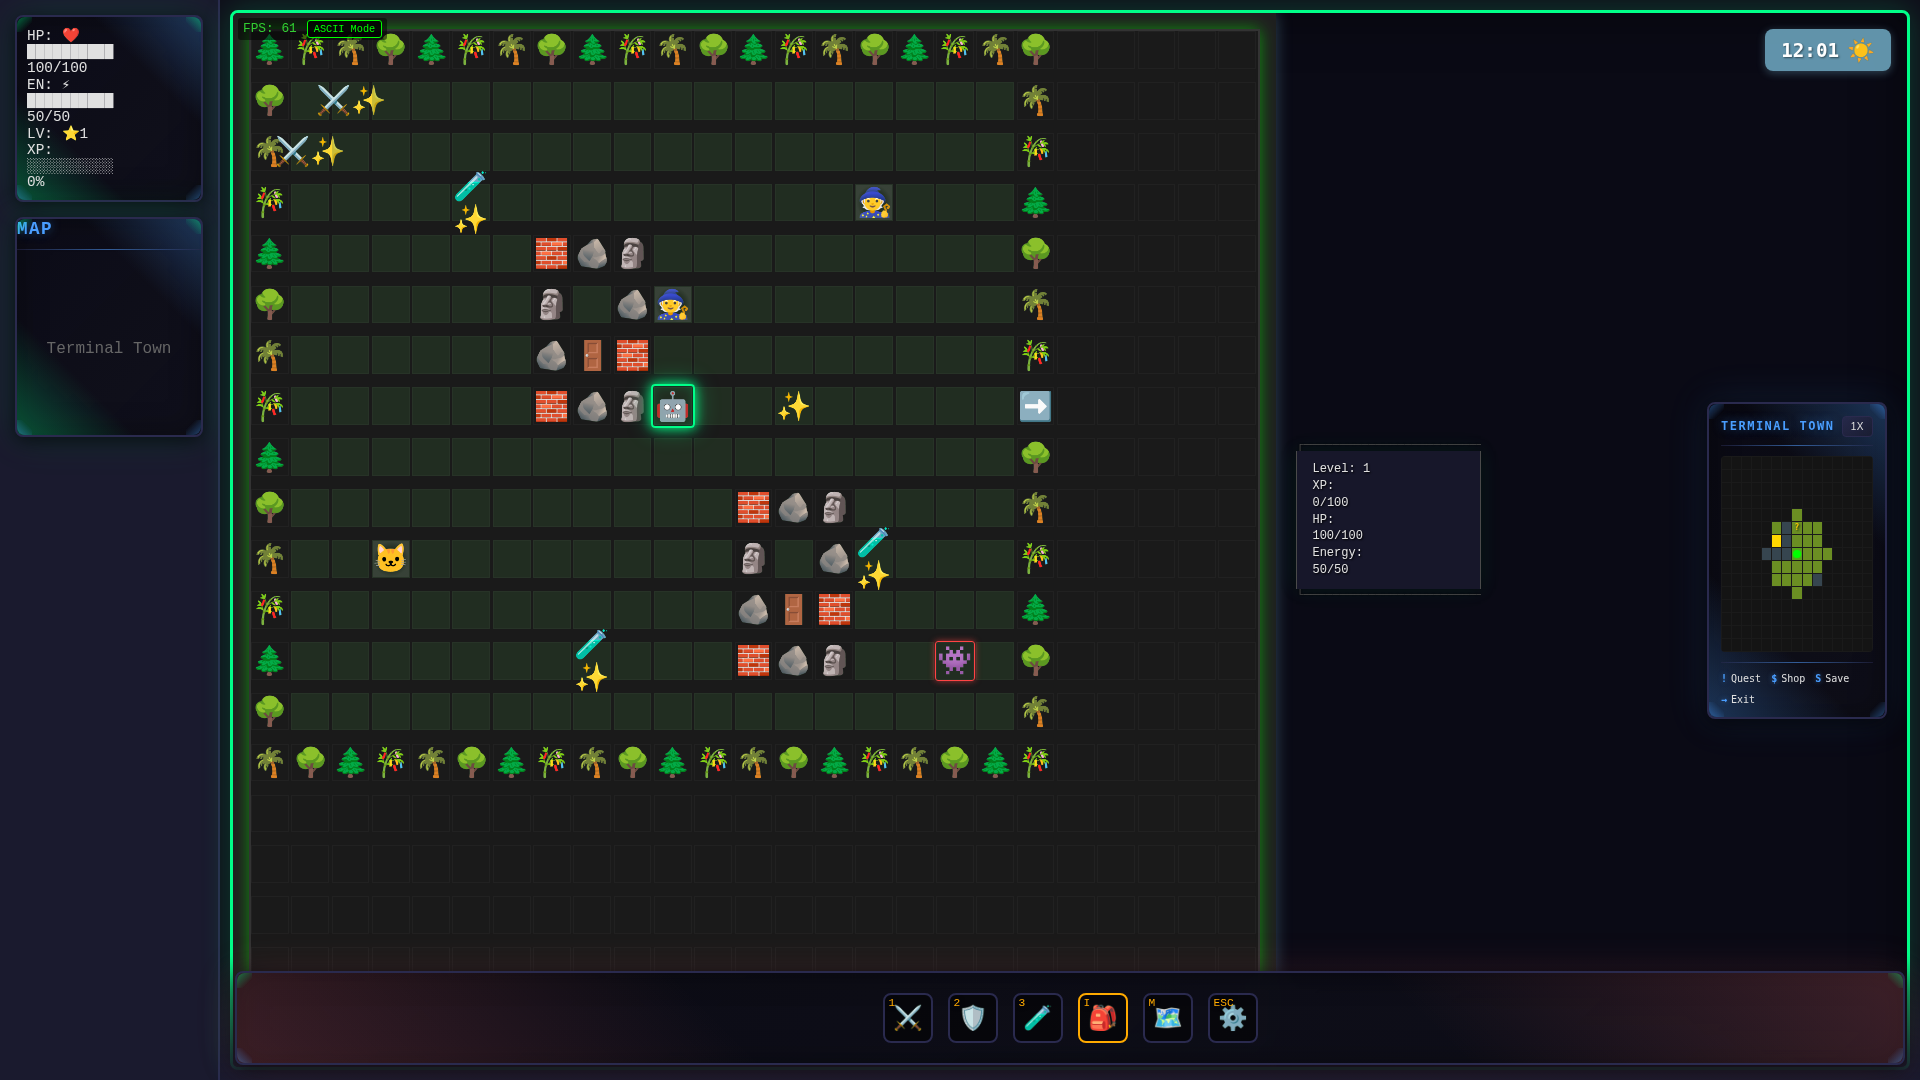 HP: ❤️
██████████
100/100
EN: ⚡
██████████
50/50
LV: ⭐1
XP:
░░░░░░░░░░
0%
MAP
Terminal Town
FPS: 61 ASCII Mode
12:01 ☀️
Level: 1
XP:
0/100
HP:
100/100
Energy:
50/50
TERMINAL TOWN 1X
?
! Quest $ Shop S Save
→ Exit
1 2 3 I M ESC